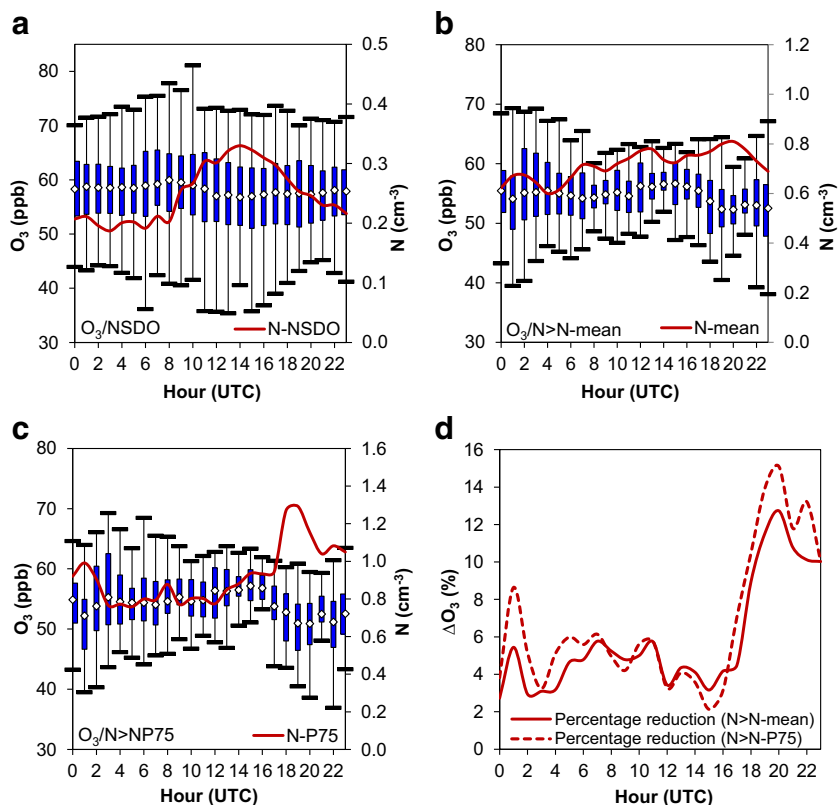 a
80
70
60
50
40
30
O₃ (ppb)
0.5
0.4
0.3
0.2
0.1
0.0
N (cm⁻³)
O₃/NSDO
N-NSDO
0 2 4 6 8 10 12 14 16 18 20 22
Hour (UTC)
b
80
70
60
50
40
30
O₃ (ppb)
1.2
1.0
0.8
0.6
0.4
0.2
0.0
N (cm⁻³)
O₃/N>N-mean
N-mean
0 2 4 6 8 10 12 14 16 18 20 22
Hour (UTC)
c
80
70
60
50
40
30
O₃ (ppb)
1.6
1.4
1.2
1.0
0.8
0.6
0.4
0.2
0.0
N (cm⁻³)
O₃/N>NP75
N-P75
0 2 4 6 8 10 12 14 16 18 20 22
Hour (UTC)
d
16
14
12
10
8
6
4
2
0
ΔO₃ (%)
Percentage reduction (N>N-mean)
Percentage reduction (N>N-P75)
0 2 4 6 8 10 12 14 16 18 20 22
Hour (UTC)